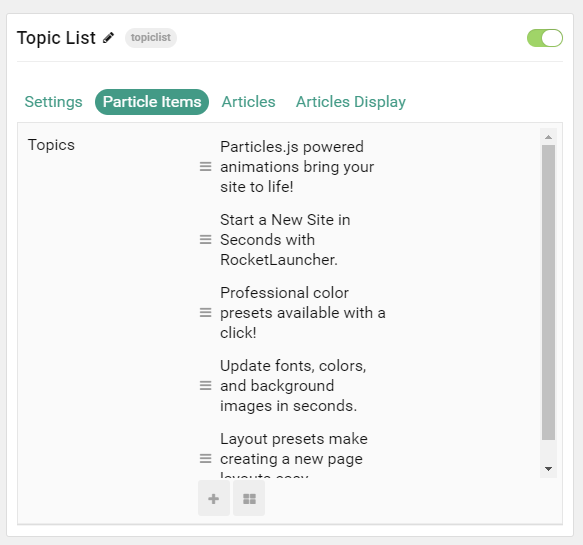 Topic List topiclist
Settings Particle Items Articles Articles Display
Topics
Particles.js powered
animations bring your
site to life!
Start a New Site in
Seconds with
RocketLauncher.
Professional color
presets available with a
click!
Update fonts, colors,
and background
images in seconds.
Layout presets make
creating a new page
layouts easy